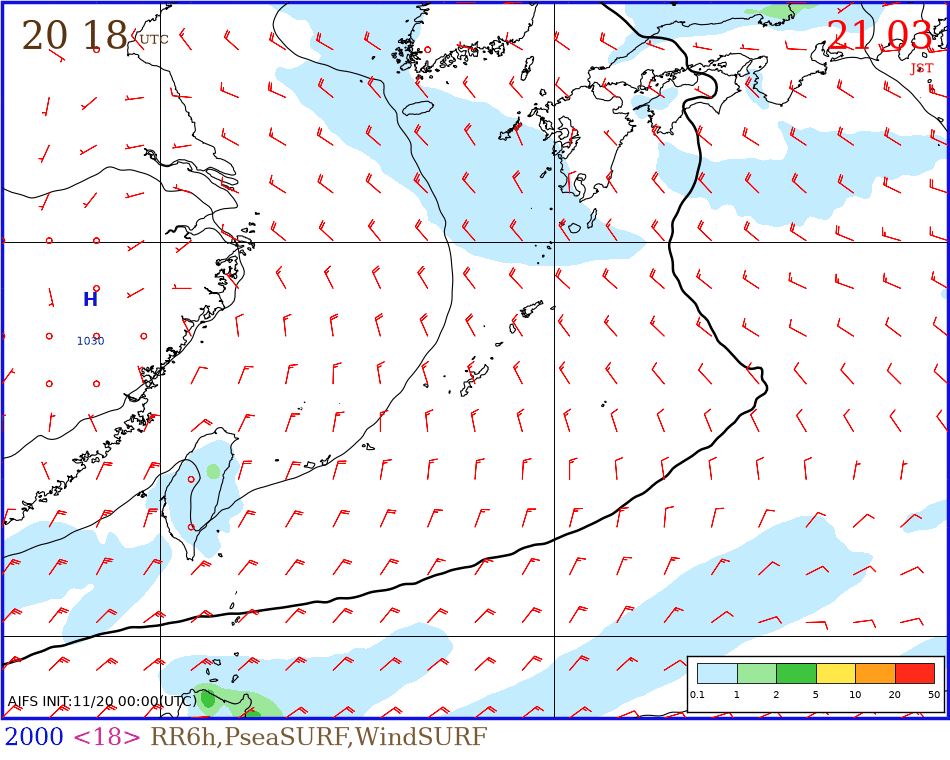 20 18 UTC
21 03
JST
H
1030
0.1 1 2 5 10 20 50
AIFS INIT:11/20 00:00(UTC)
2000 <18> RR6h,PseaSURF,WindSURF